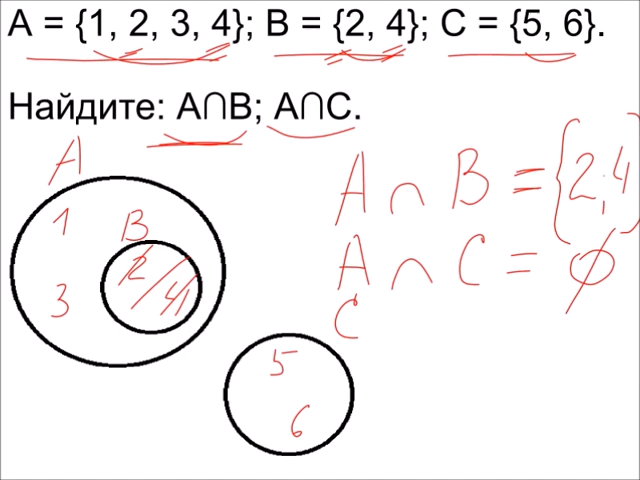 A = {1, 2, 3, 4}; B = {2, 4}; C = {5, 6}.
Найдите: A∩B; A∩C.
A
A ∩ B = {2,4}
1
B
2
A ∩ C = ∅
3
4
C
5
6